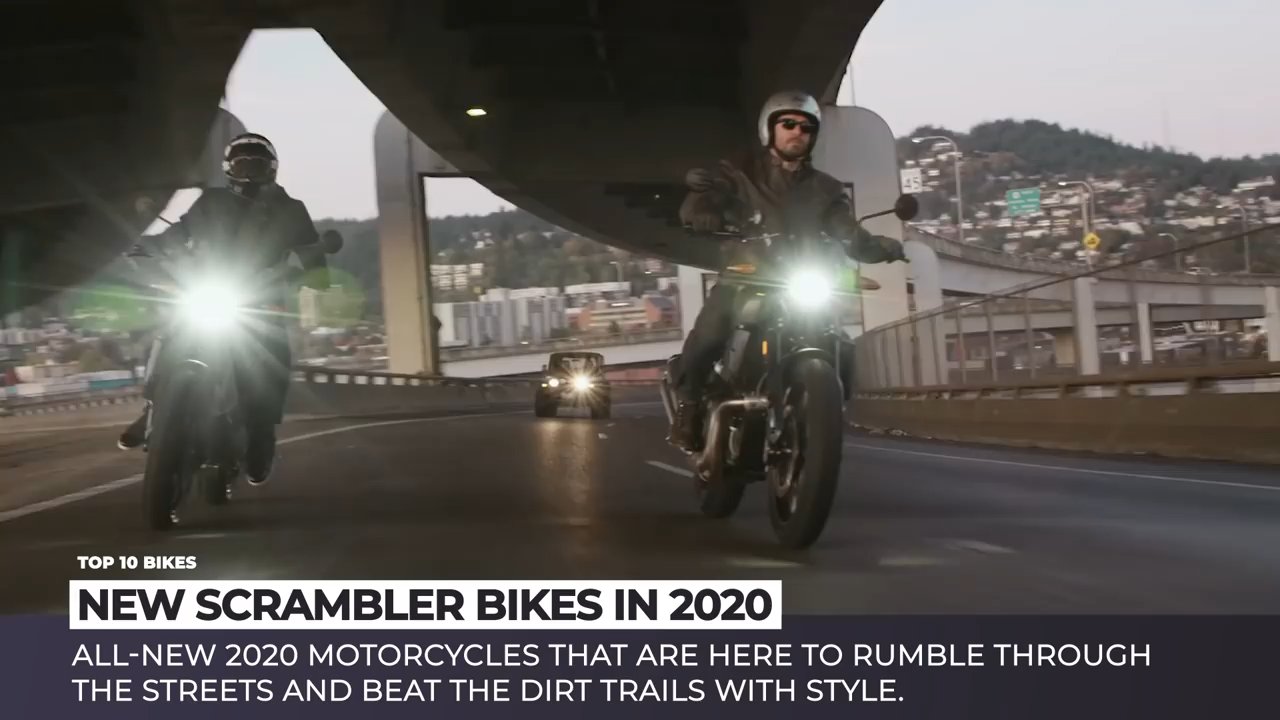 45
TOP 10 BIKES
NEW SCRAMBLER BIKES IN 2020
ALL-NEW 2020 MOTORCYCLES THAT ARE HERE TO RUMBLE THROUGH
THE STREETS AND BEAT THE DIRT TRAILS WITH STYLE.